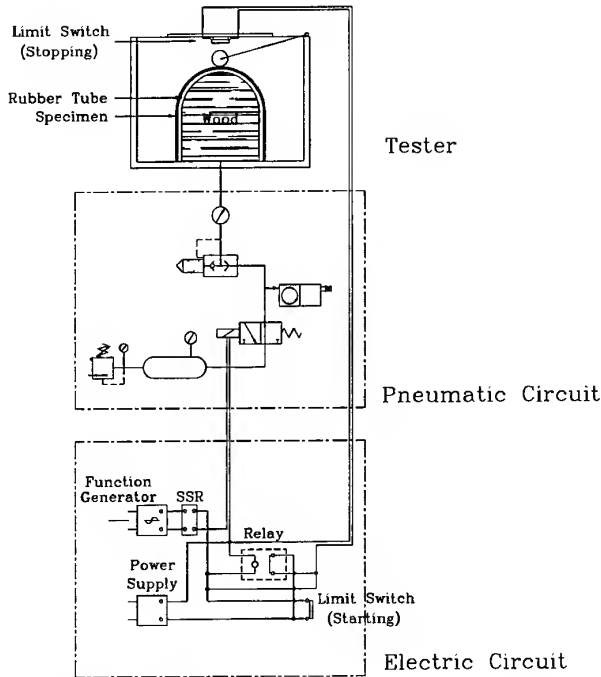 Limit Switch
(Stopping)
Rubber Tube
Specimen
Wood
Tester
Pneumatic Circuit
Function
Generator
SSR
Relay
Power
Supply
Limit Switch
(Starting)
Electric Circuit